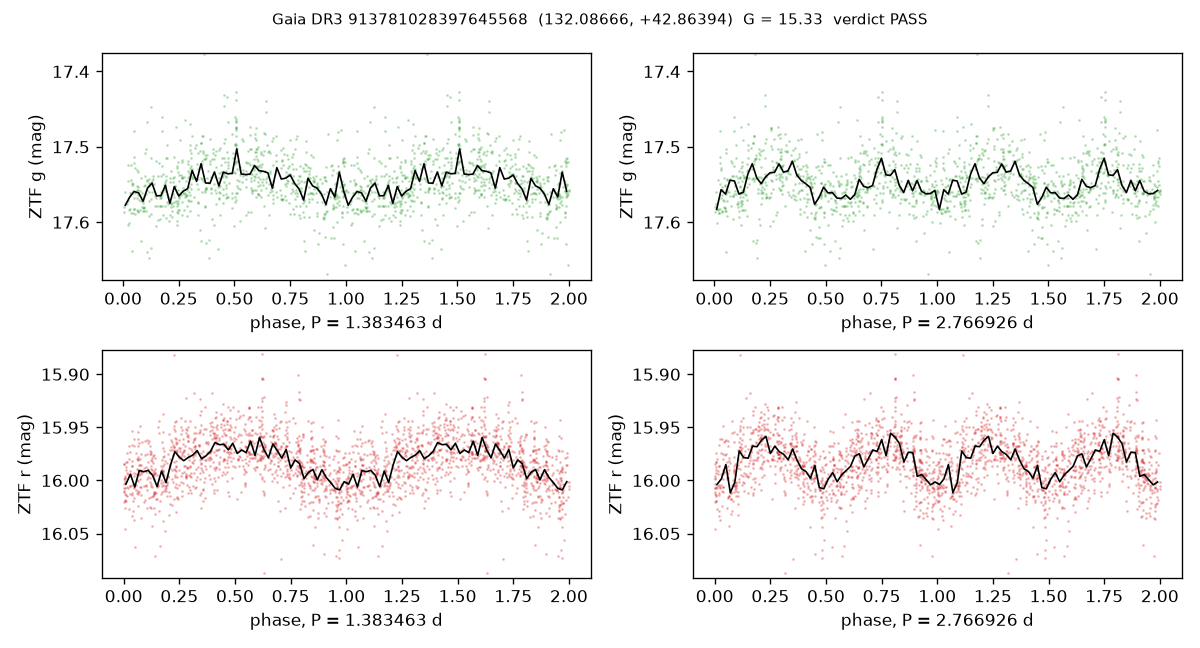 Gaia DR3 913781028397645568 (132.08666, +42.86394) G = 15.33 verdict PASS
17.4
17.5
17.6
ZTF g (mag)
0.00 0.25 0.50 0.75 1.00 1.25 1.50 1.75 2.00
phase, P = 1.383463 d
17.4
17.5
17.6
ZTF g (mag)
0.00 0.25 0.50 0.75 1.00 1.25 1.50 1.75 2.00
phase, P = 2.766926 d
15.90
15.95
16.00
16.05
ZTF r (mag)
0.00 0.25 0.50 0.75 1.00 1.25 1.50 1.75 2.00
phase, P = 1.383463 d
15.90
15.95
16.00
16.05
ZTF r (mag)
0.00 0.25 0.50 0.75 1.00 1.25 1.50 1.75 2.00
phase, P = 2.766926 d